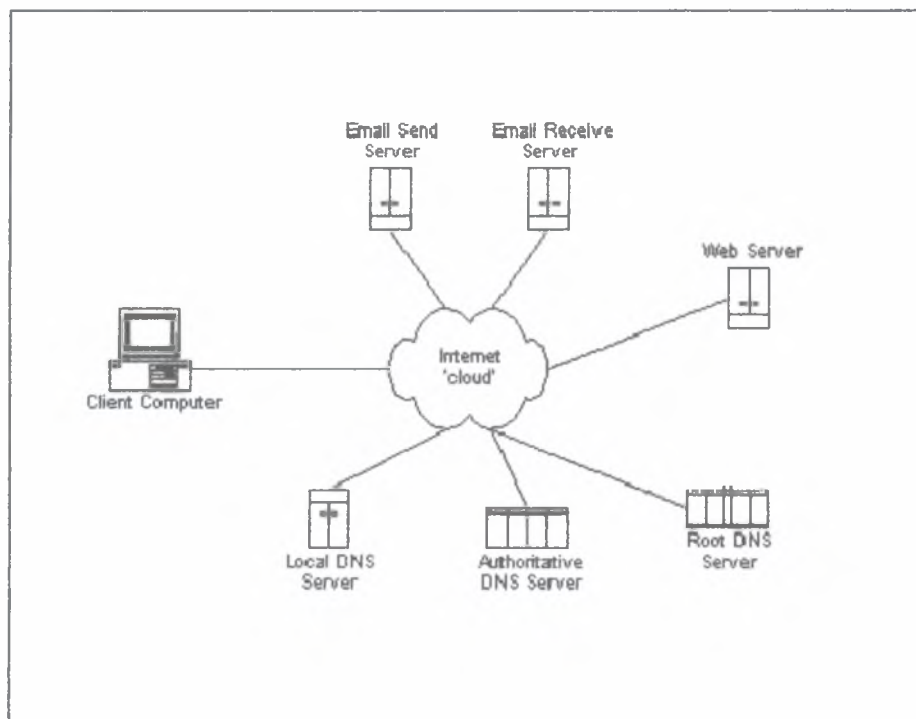 Email Send
Server
Email Receive
Server
Web Server
Internet
'cloud'
Client Computer
Local DNS
Server
Authoritative
DNS Server
Root DNS
Server